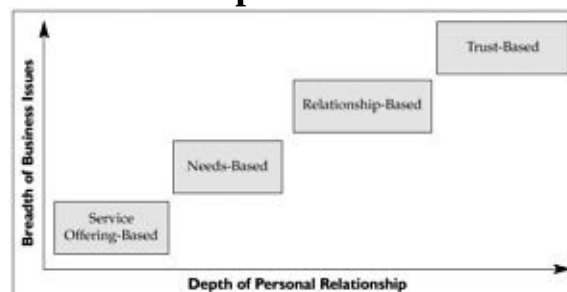 Trust-Based
Relationship-Based
Needs-Based
Service
Offering-Based
Breadth of Business Issues
Depth of Personal Relationship